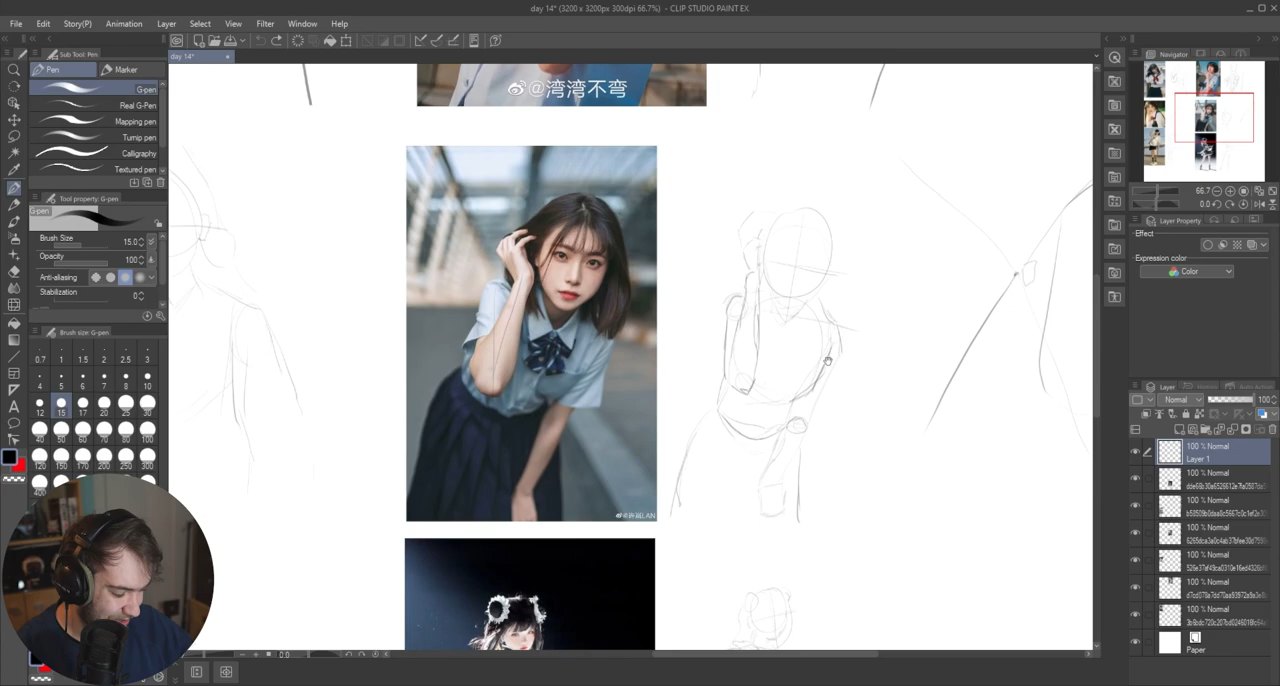 day 14* (3200 x 3200px 300dpi 66.7%) - CLIP STUDIO PAINT EX
File Edit Story(P) Animation Layer Select View Filter Window Help
Sub Tool: Pen
Pen Marker
G-pen
Real G-Pen
Mapping pen
Turnip pen
Calligraphy
Textured pen
Tool property: G-pen
G-pen
Brush Size 15.0
Opacity 100
Anti-aliasing
Stabilization 0
Brush size: G-pen
0.7 1 1.5 2 2.5 3
4 5 6 7 8 10
12 15 17 20 25 30
40 50 60 70 80 100
120 150 170 200 250 300
400
day 14*
@湾湾不弯
Navigator
66.7
0.0
Layer Property
Effect
Expression color
Color
Layer
Normal 100
100 % Normal
Layer 1
100 % Normal
100 % Normal
100 % Normal
100 % Normal
100 % Normal
100 % Normal
Paper